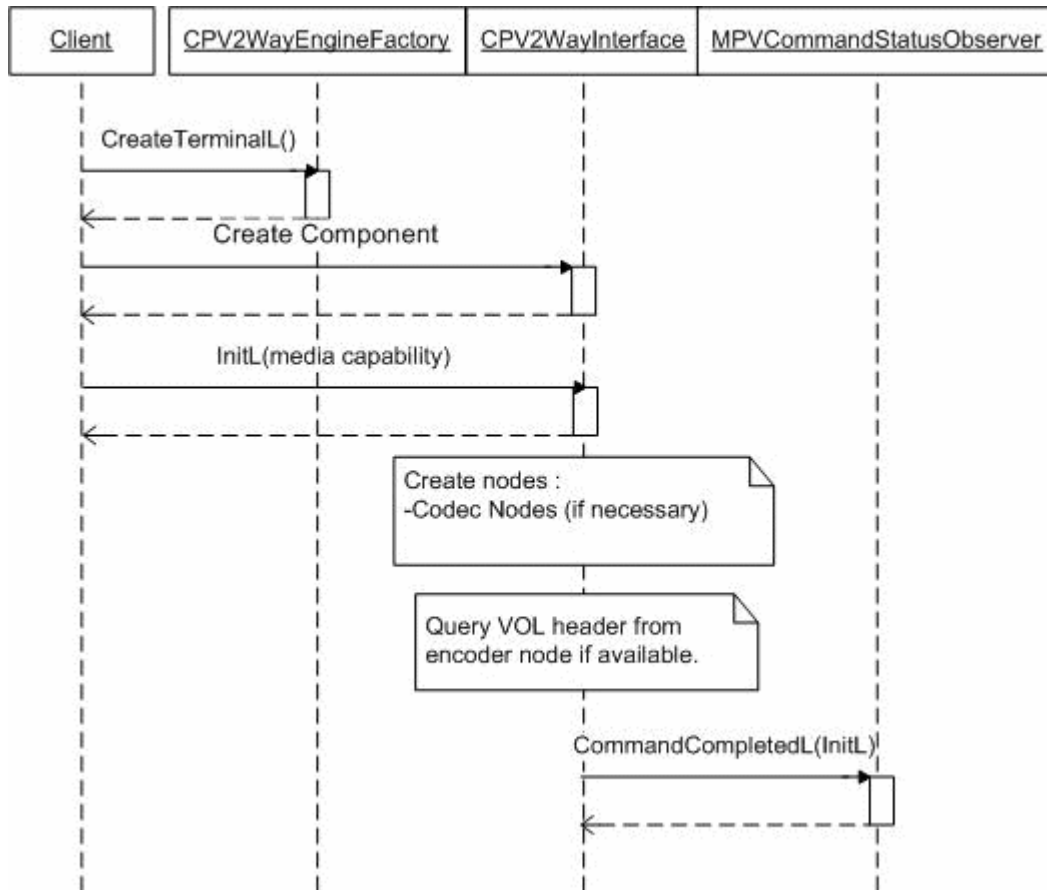 Client
CPV2WayEngineFactory
CPV2WayInterface
MPVCommandStatusObserver
CreateTerminalL()
Create Component
InitL(media capability)
Create nodes :
-Codec Nodes (if necessary)
Query VOL header from
encoder node if available.
CommandCompletedL(InitL)